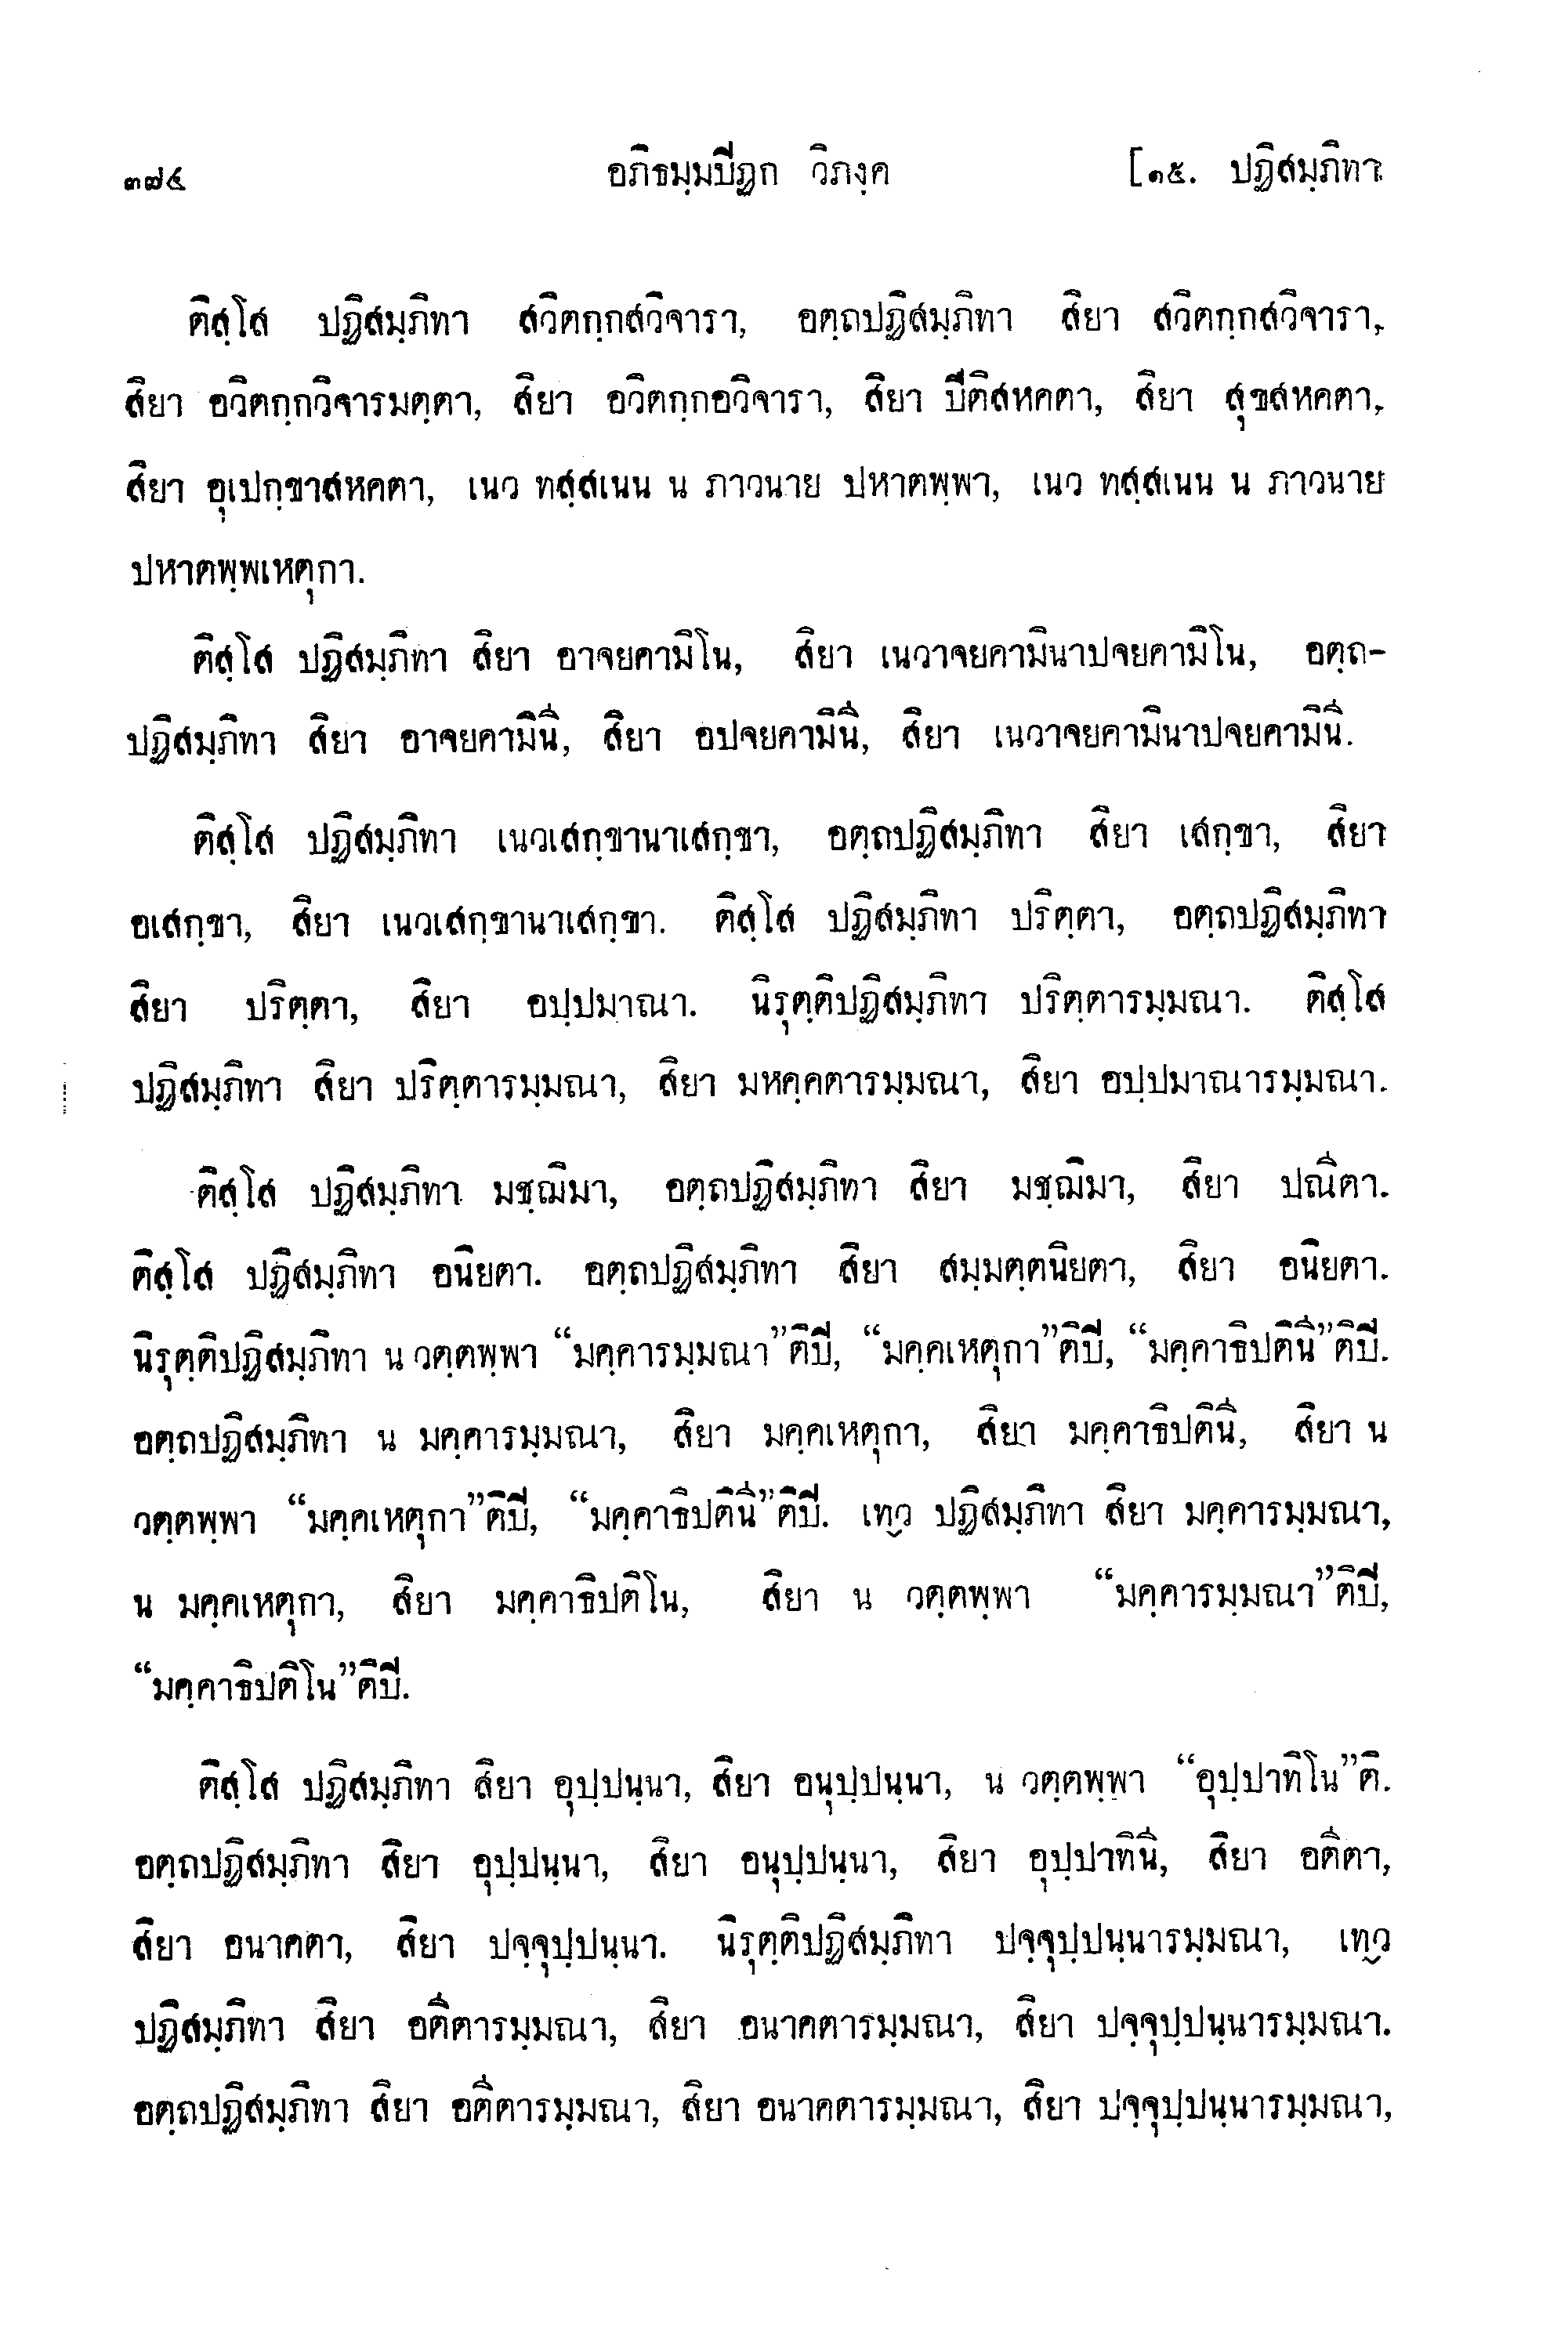 ๓๗๔ อภิธมฺมปีฏก วิภงฺค [๑๕. ปฏิสมฺภิทา
ติสฺโส ปฏิสมฺภิทา สวิตกฺกสวิจารา, อตฺถปฏิสมฺภิทา สิยา สวิตกฺกสวิจารา,
สิยา อวิตกฺกวิจารมตฺตา, สิยา อวิตกฺกอวิจารา, สิยา ปีติสหคตา, สิยา สุขสหคตา,
สิยา อุเปกฺขาสหคตา, เนว ทสฺสเนน น ภาวนาย ปหาตพฺพา, เนว ทสฺสเนน น ภาวนาย
ปหาตพฺพเหตุกา.
ติสฺโส ปฏิสมฺภิทา สิยา อาจยคามิโน, สิยา เนวาจยคามินาปจยคามิโน, อตฺถ-
ปฏิสมฺภิทา สิยา อาจยคามินี, สิยา อปจยคามินี, สิยา เนวาจยคามินาปจยคามินี.
ติสฺโส ปฏิสมฺภิทา เนวเสกฺขานาเสกฺขา, อตฺถปฏิสมฺภิทา สิยา เสกฺขา, สิยา
อเสกฺขา, สิยา เนวเสกฺขานาเสกฺขา. ติสฺโส ปฏิสมฺภิทา ปริตฺตา, อตฺถปฏิสมฺภิทา
สิยา ปริตฺตา, สิยา อปฺปมาณา. นิรุตฺติปฏิสมฺภิทา ปริตฺตารมฺมณา. ติสฺโส
ปฏิสมฺภิทา สิยา ปริตฺตารมฺมณา, สิยา มหคฺคตารมฺมณา, สิยา อปฺปมาณารมฺมณา.
ติสฺโส ปฏิสมฺภิทา มชฺฌิมา, อตฺถปฏิสมฺภิทา สิยา มชฺฌิมา, สิยา ปณีตา.
ติสฺโส ปฏิสมฺภิทา อนิยตา. อตฺถปฏิสมฺภิทา สิยา สมฺมตฺตนิยตา, สิยา อนิยตา.
นิรุตฺติปฏิสมฺภิทา น วตฺตพฺพา “มคฺคารมฺมณา”ติปิ, “มคฺคเหตุกา”ติปิ, “มคฺคาธิปตินี”ติปิ.
อตฺถปฏิสมฺภิทา น มคฺคารมฺมณา, สิยา มคฺคเหตุกา, สิยา มคฺคาธิปตินี, สิยา น
วตฺตพฺพา “มคฺคเหตุกา”ติปิ, “มคฺคาธิปตินี”ติปิ. เทฺว ปฏิสมฺภิทา สิยา มคฺคารมฺมณา,
น มคฺคเหตุกา, สิยา มคฺคาธิปติโน, สิยา น วตฺตพฺพา “มคฺคารมฺมณา”ติปิ,
“มคฺคาธิปติโน”ติปิ.
ติสฺโส ปฏิสมฺภิทา สิยา อุปฺปนฺนา, สิยา อนุปฺปนฺนา, น วตฺตพฺพา “อุปฺปาทิโน”ติ.
อตฺถปฏิสมฺภิทา สิยา อุปฺปนฺนา, สิยา อนุปฺปนฺนา, สิยา อุปฺปาทินี, สิยา อตีตา,
สิยา อนาคตา, สิยา ปจฺจุปฺปนฺนา. นิรุตฺติปฏิสมฺภิทา ปจฺจุปฺปนฺนารมฺมณา, เทฺว
ปฏิสมฺภิทา สิยา อตีตารมฺมณา, สิยา อนาคตารมฺมณา, สิยา ปจฺจุปฺปนฺนารมฺมณา.
อตฺถปฏิสมฺภิทา สิยา อตีตารมฺมณา, สิยา อนาคตารมฺมณา, สิยา ปจฺจุปฺปนฺนารมฺมณา,